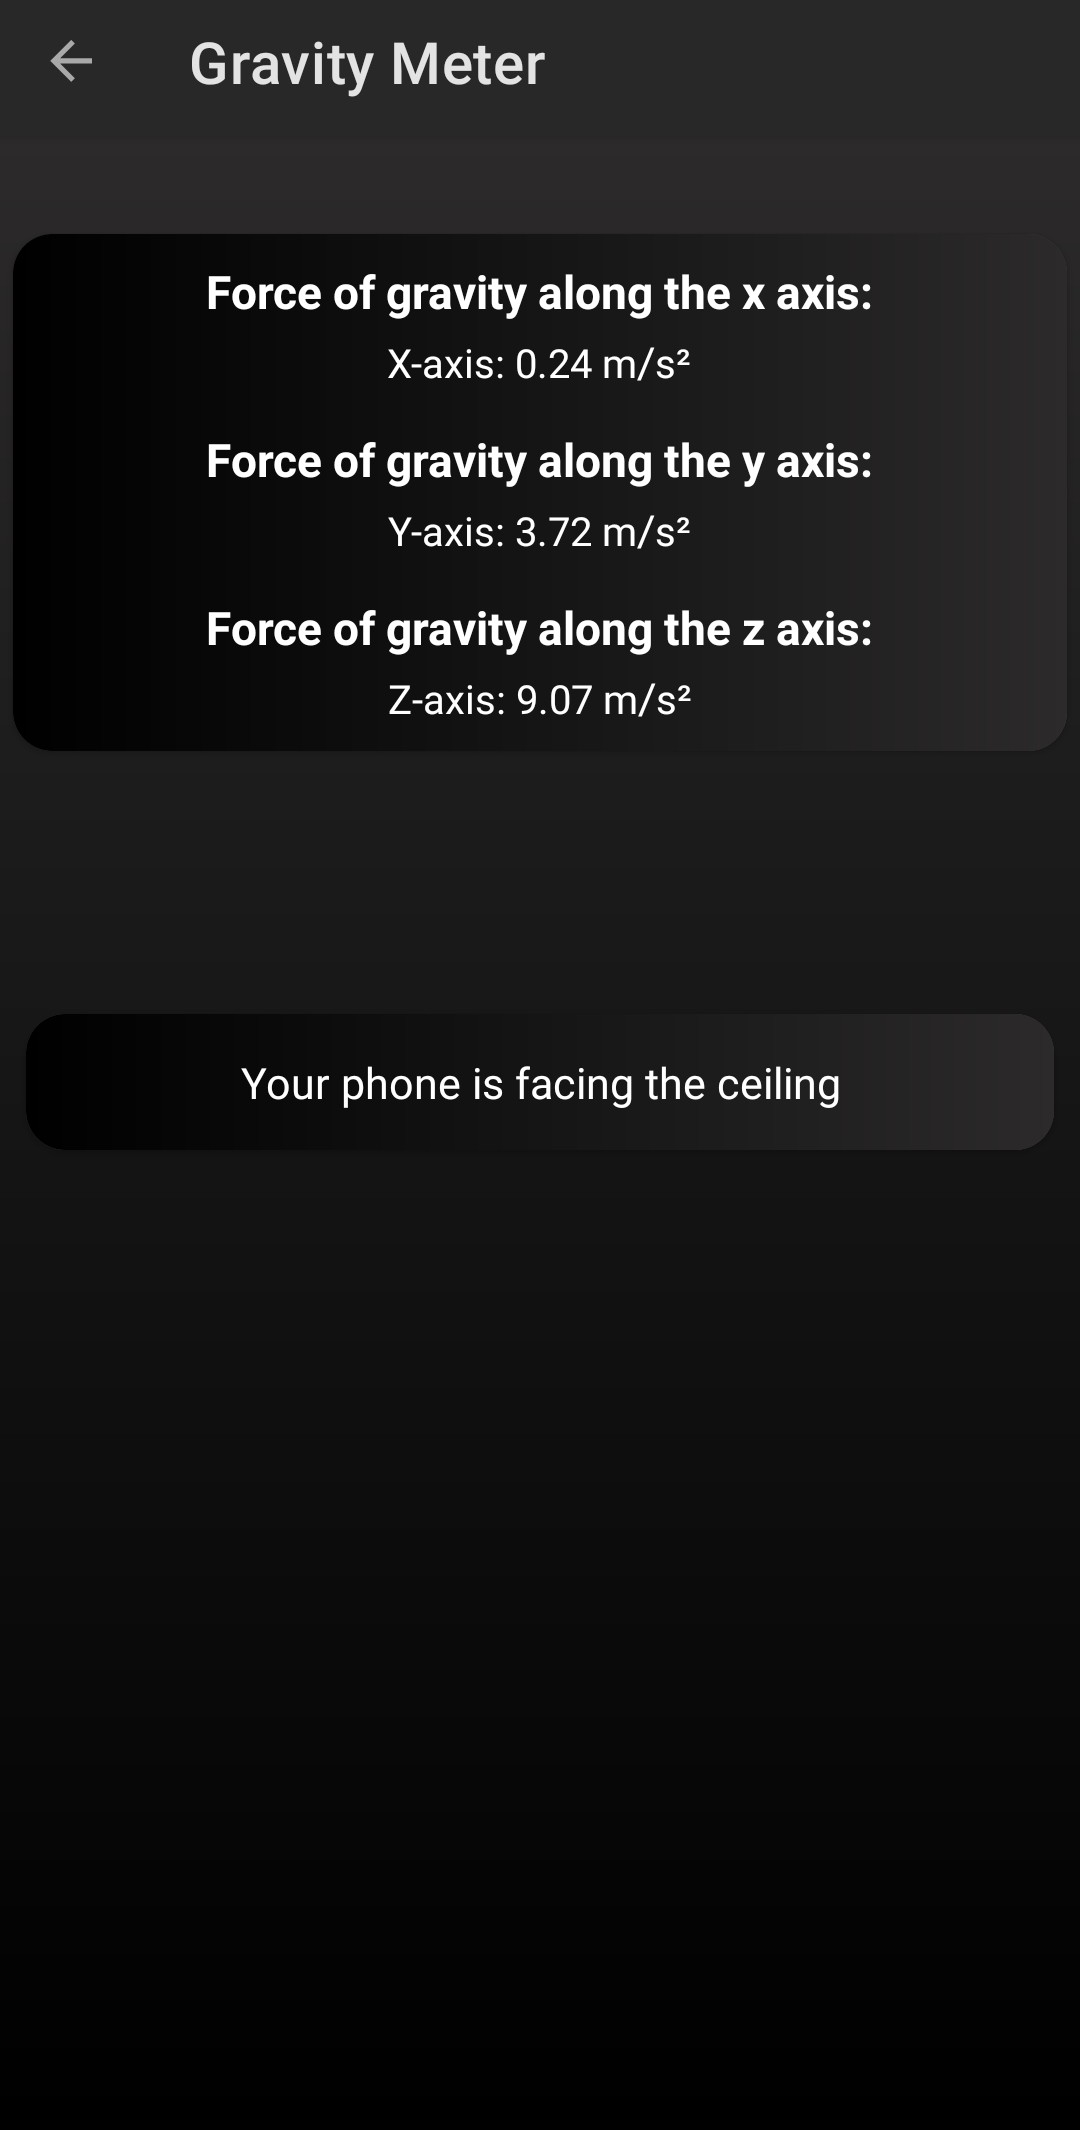 Gravity Meter
Force of gravity along the x axis:
X-axis: 0.24 m/s²
Force of gravity along the y axis:
Y-axis: 3.72 m/s²
Force of gravity along the z axis:
Z-axis: 9.07 m/s²
Your phone is facing the ceiling